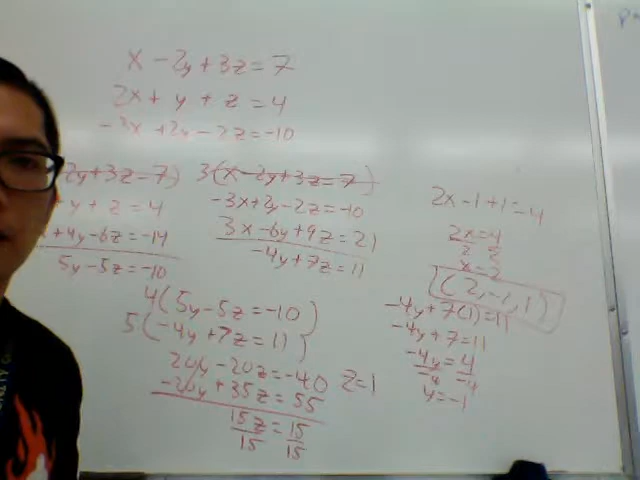 x - 2y + 3z = 7
2x + y + z = 4
-3x + 2y - 2z = -10
2y + 3z = 7)
y + z = 4
+ 4y - 6z = -14
5y - 5z = -10
3(x - 2y + 3z = 7)
-3x + 2y - 2z = -10
3x - 6y + 9z = 21
-4y + 7z = 11
4(5y - 5z = -10)
5(-4y + 7z = 11)
20y - 20z = -40
-20y + 35z = 55
15z = 15
15 15
z = 1
2x - 1 + 1 = 4
2x = 4
2 2
x = 2
(2, -1, 1)
-4y + 7(1) = 11
-4y + 7 = 11
-4y = 4
-4 -4
y = -1